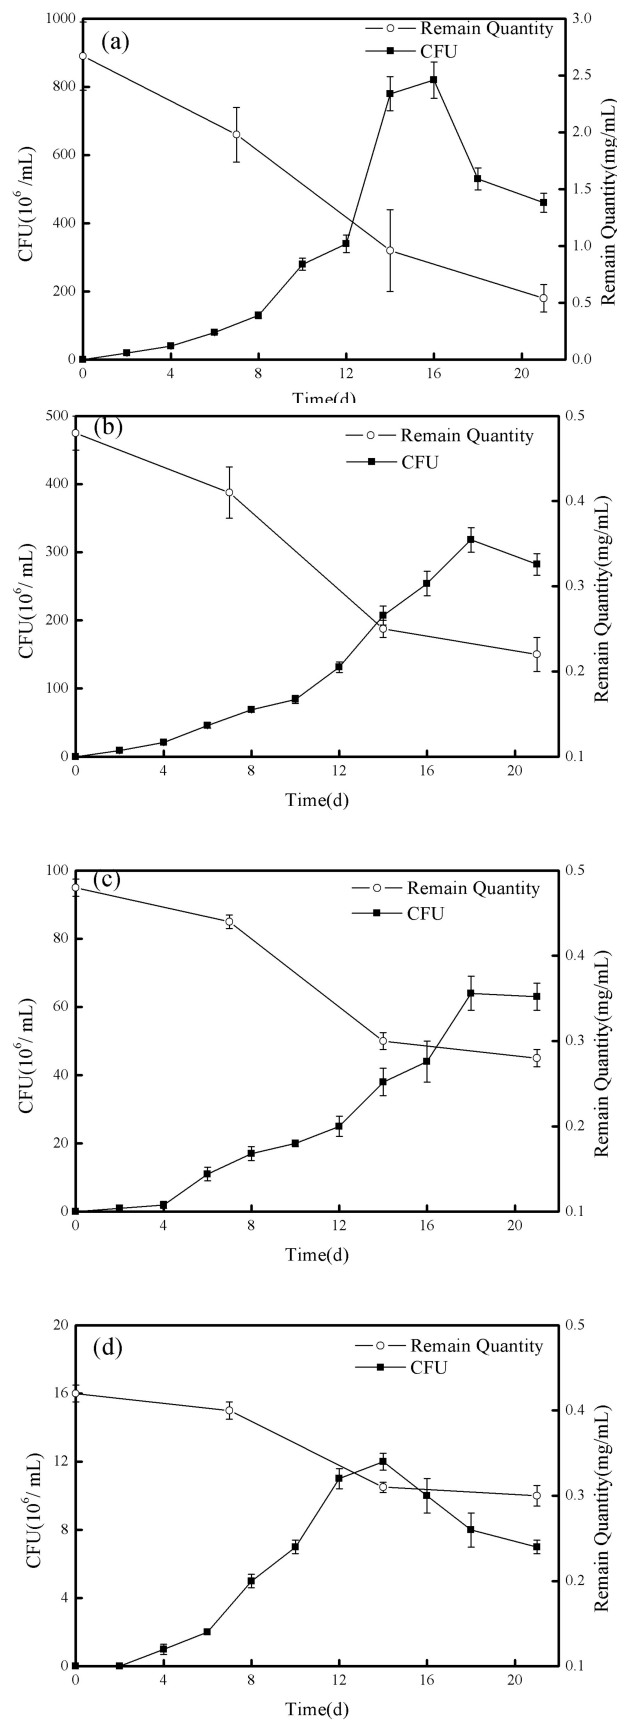 (a)
Remain Quantity
CFU
1000
800
600
400
200
0
CFU(10⁶ /mL)
3.0
2.5
2.0
1.5
1.0
0.5
0.0
Remain Quantity(mg/mL)
0 4 8 12 16 20
Time(d)
(b)
Remain Quantity
CFU
500
400
300
200
100
0
CFU(10⁶/ mL)
0.5
0.4
0.3
0.2
0.1
Remain Quantity(mg/mL)
0 4 8 12 16 20
Time(d)
(c)
Remain Quantity
CFU
100
80
60
40
20
0
CFU(10⁶/ mL)
0.5
0.4
0.3
0.2
0.1
Remain Quantity(mg/mL)
0 4 8 12 16 20
Time(d)
(d)
Remain Quantity
CFU
20
16
12
8
4
0
CFU(10⁶/ mL)
0.5
0.4
0.3
0.2
0.1
Remain Quantity(mg/mL)
0 4 8 12 16 20
Time(d)